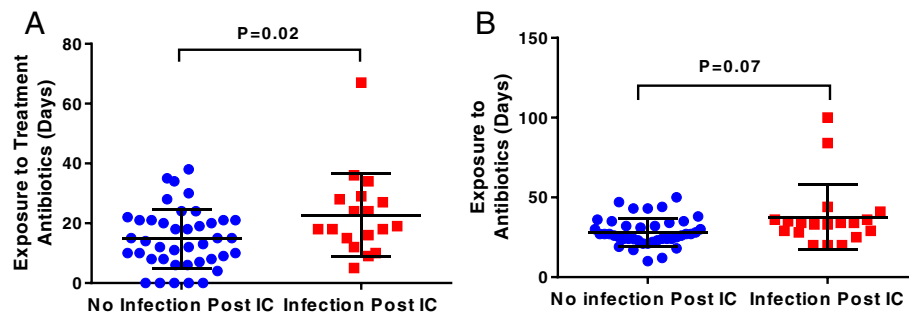 A
Exposure to Treatment
Antibiotics (Days)
80
60
40
20
0
P=0.02
No Infection Post IC
Infection Post IC
B
Exposure to
Antibiotics (Days)
150
100
50
0
P=0.07
No infection Post IC
Infection Post IC